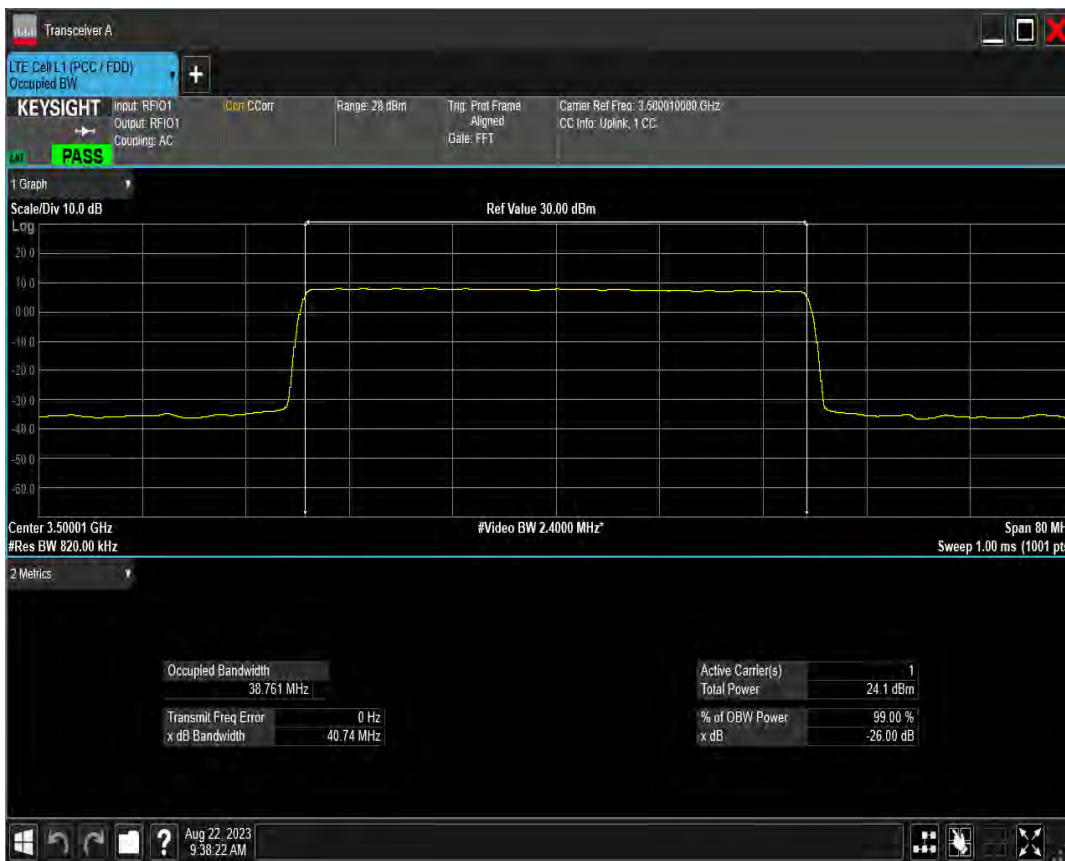 Transceiver A
LTE Cell L1 (PCC / FDD)
Occupied BW
+
KEYSIGHT
PASS
Input: RFIO1
Output: RFIO1
Coupling: AC
Corr CCorr
Range: 28 dBm
Trig: Prot Frame
Aligned
Gate: FFT
Carrier Ref Freq: 3.500010000 GHz
CC Info: Uplink, 1 CC
1 Graph
Scale/Div 10.0 dB
Ref Value 30.00 dBm
Log
20.0
10.0
0.00
-10.0
-20.0
-30.0
-40.0
-50.0
-60.0
Center 3.50001 GHz
#Video BW 2.4000 MHz*
Span 80 MH
#Res BW 820.00 kHz
Sweep 1.00 ms (1001 pts
2 Metrics
Occupied Bandwidth
38.761 MHz
Transmit Freq Error 0 Hz
x dB Bandwidth 40.74 MHz
Active Carrier(s) 1
Total Power 24.1 dBm
% of OBW Power 99.00 %
x dB -26.00 dB
?
Aug 22, 2023
9:38:22 AM